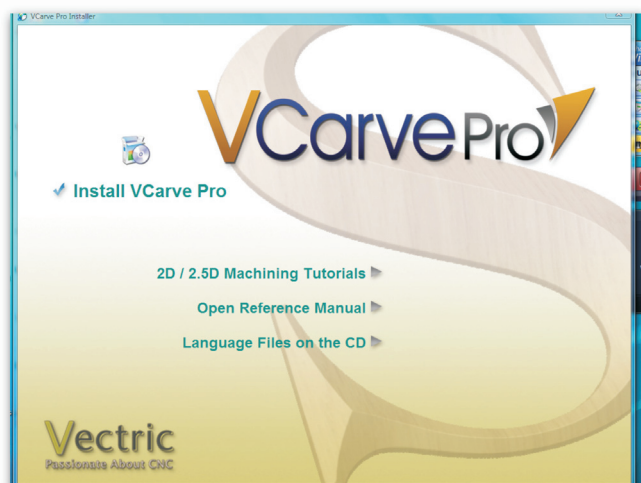 VCarve Pro Installer
VCarve Pro
Install VCarve Pro
2D / 2.5D Machining Tutorials
Open Reference Manual
Language Files on the CD
Vectric
Passionate About CNC